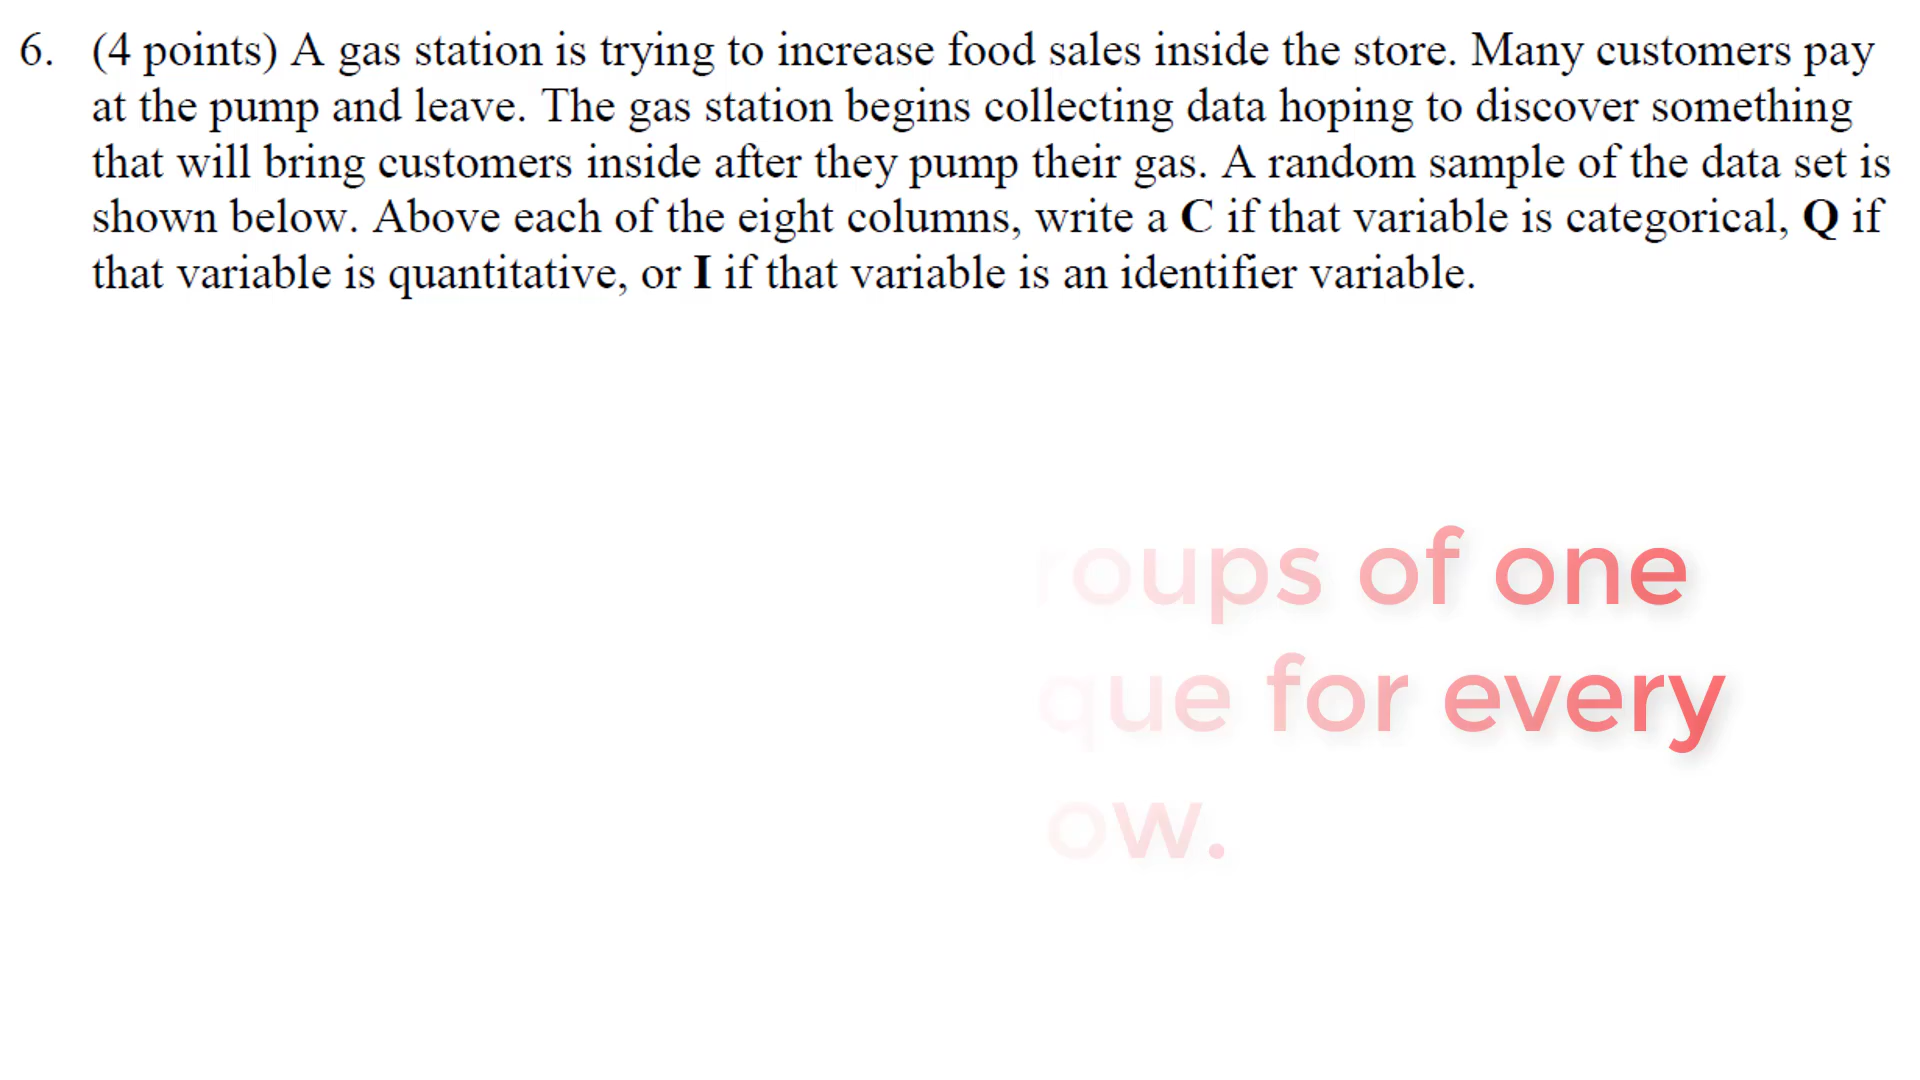 6. (4 points) A gas station is trying to increase food sales inside the store. Many customers pay
at the pump and leave. The gas station begins collecting data hoping to discover something
that will bring customers inside after they pump their gas. A random sample of the data set is
shown below. Above each of the eight columns, write a C if that variable is categorical, Q if
that variable is quantitative, or I if that variable is an identifier variable.
of one
for every